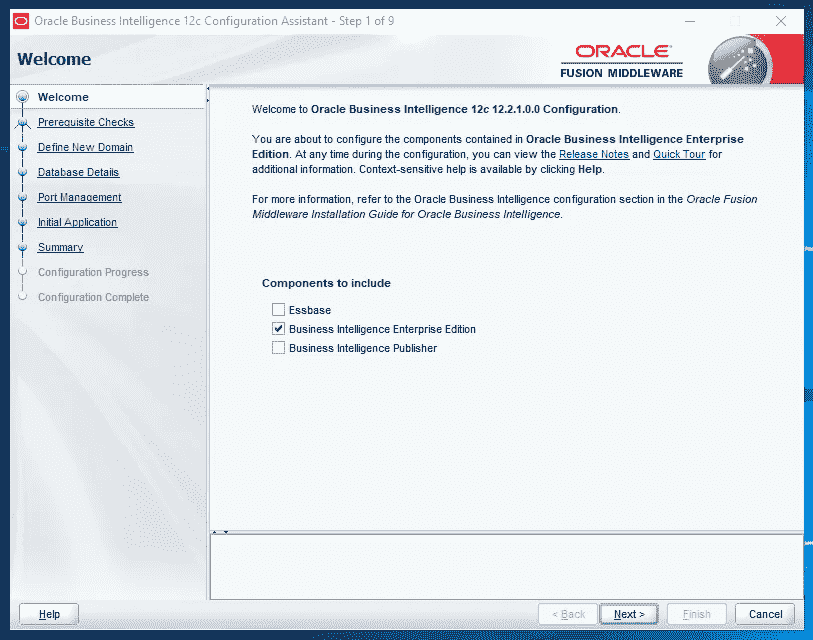 Oracle Business Intelligence 12c Configuration Assistant - Step 1 of 9
Welcome
ORACLE
FUSION MIDDLEWARE
Welcome
Prerequisite Checks
Define New Domain
Database Details
Port Management
Initial Application
Summary
Configuration Progress
Configuration Complete
Welcome to Oracle Business Intelligence 12c 12.2.1.0.0 Configuration.
You are about to configure the components contained in Oracle Business Intelligence Enterprise
Edition. At any time during the configuration, you can view the Release Notes and Quick Tour for
additional information. Context-sensitive help is available by clicking Help.
For more information, refer to the Oracle Business Intelligence configuration section in the Oracle Fusion
Middleware Installation Guide for Oracle Business Intelligence.
Components to include
Essbase
Business Intelligence Enterprise Edition
Business Intelligence Publisher
Help
< Back
Next >
Finish
Cancel